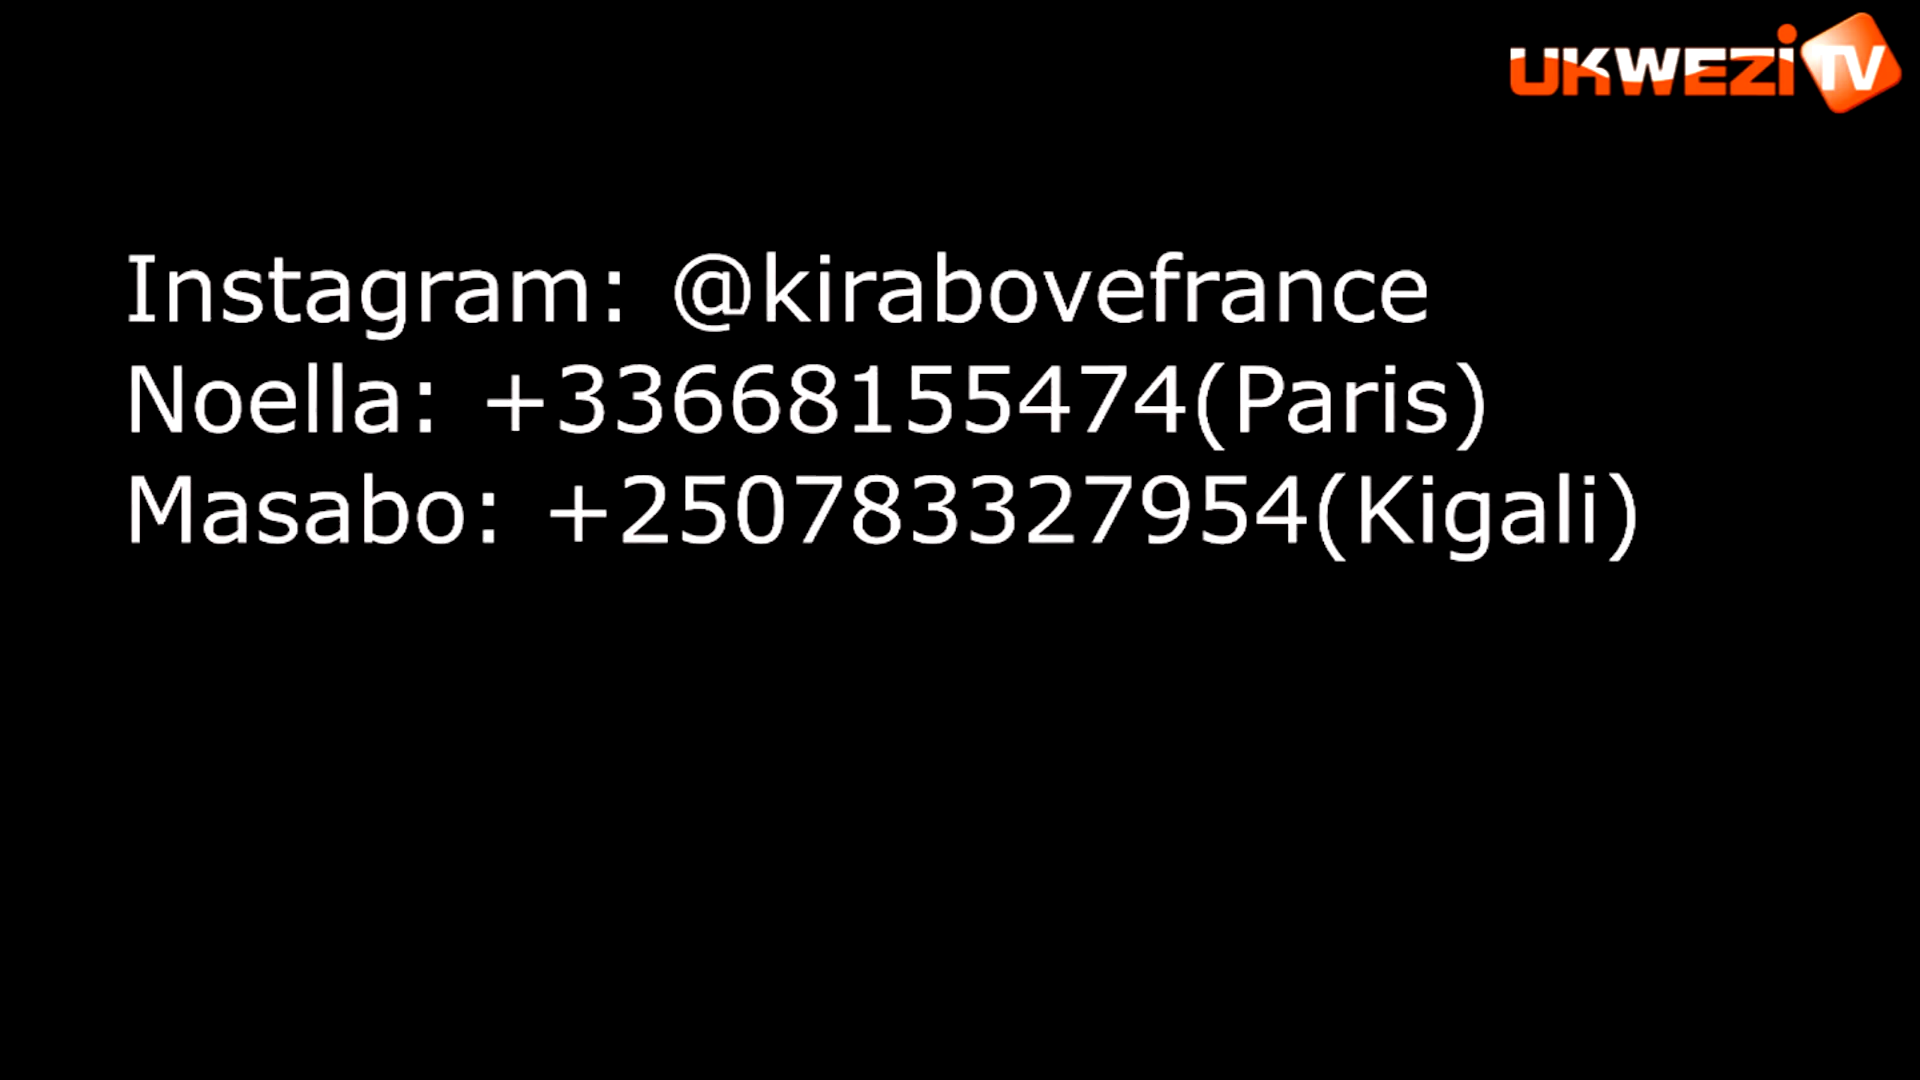 UKWEZI TV
Instagram: @kirabovefrance
Noella: +33668155474(Paris)
Masabo: +250783327954(Kigali)